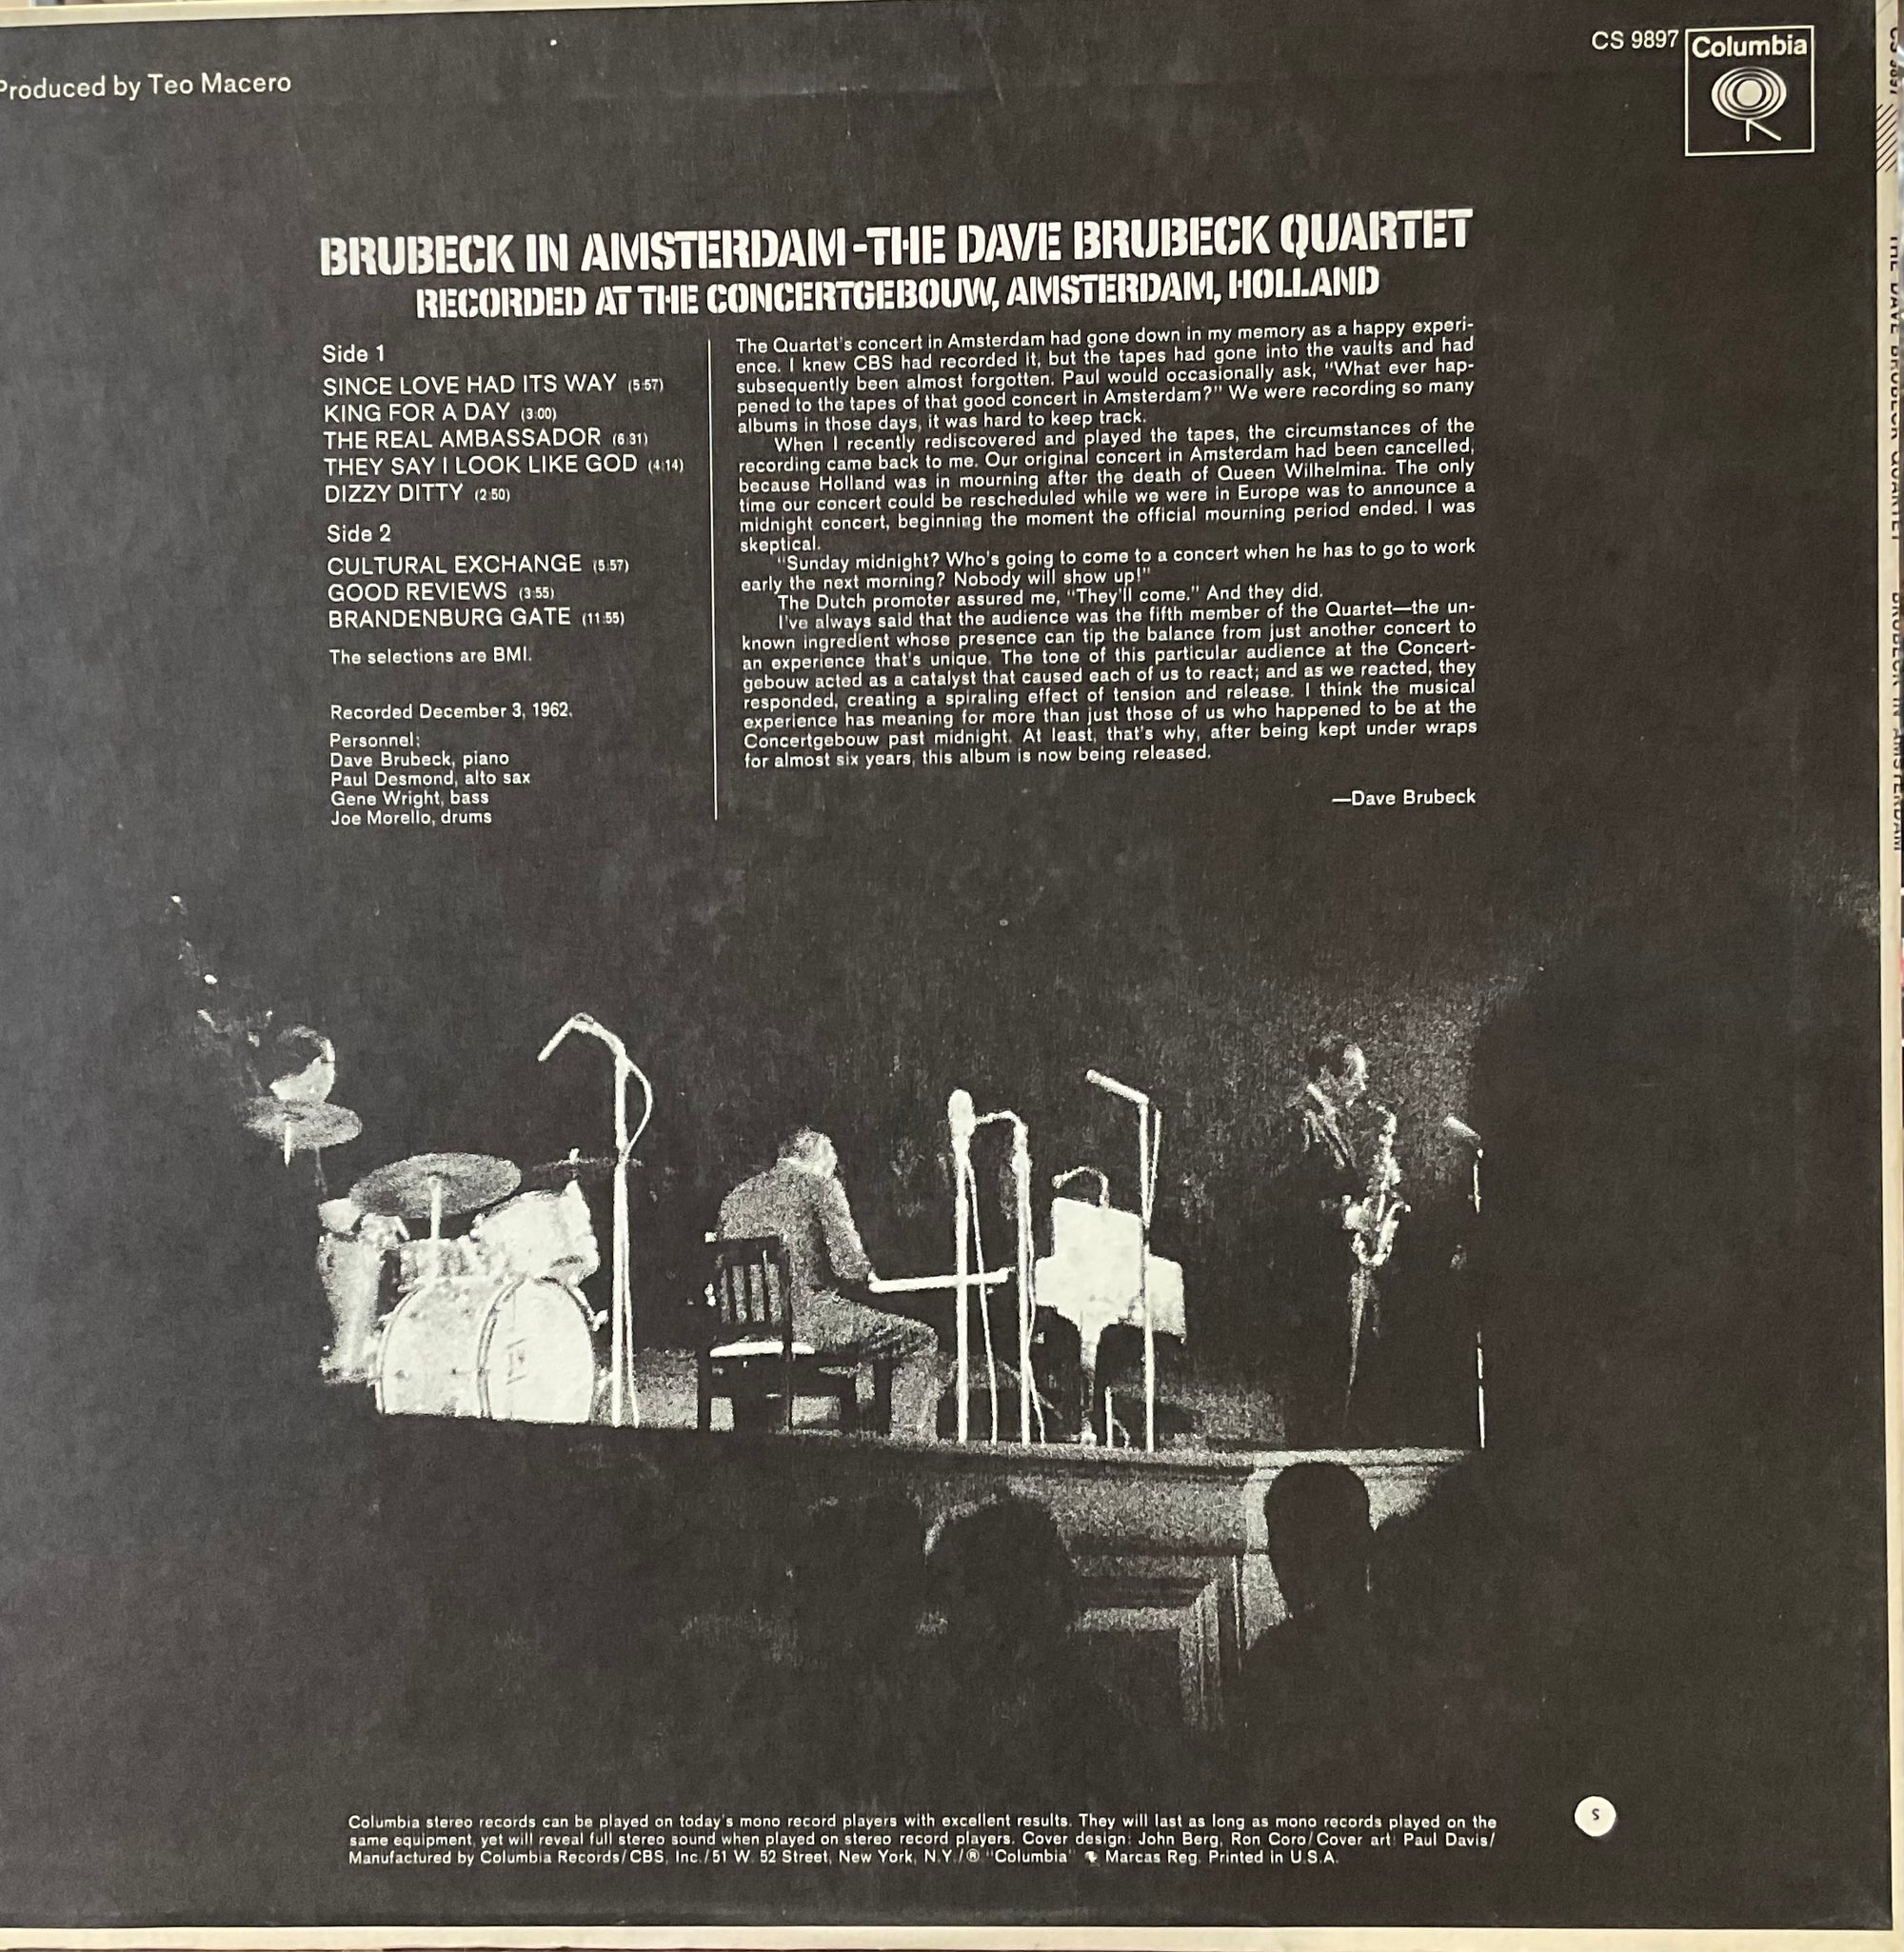 Produced by Teo Macero
CS 9897
Columbia
BRUBECK IN AMSTERDAM-THE DAVE BRUBECK QUARTET
RECORDED AT THE CONCERTGEBOUW, AMSTERDAM, HOLLAND
Side 1
SINCE LOVE HAD ITS WAY (5:57)
KING FOR A DAY (3:00)
THE REAL AMBASSADOR (6:31)
THEY SAY I LOOK LIKE GOD (4:14)
DIZZY DITTY (2:50)
Side 2
CULTURAL EXCHANGE (5:57)
GOOD REVIEWS (3:55)
BRANDENBURG GATE (11:55)
The selections are BMI.
Recorded December 3, 1962.
Personnel:
Dave Brubeck, piano
Paul Desmond, alto sax
Gene Wright, bass
Joe Morello, drums
The Quartet's concert in Amsterdam had gone down in my memory as a happy experi-
ence. I knew CBS had recorded it, but the tapes had gone into the vaults and had
subsequently been almost forgotten. Paul would occasionally ask, "What ever hap-
pened to the tapes of that good concert in Amsterdam?" We were recording so many
albums in those days, it was hard to keep track.
When I recently rediscovered and played the tapes, the circumstances of the
recording came back to me. Our original concert in Amsterdam had been cancelled,
because Holland was in mourning after the death of Queen Wilhelmina. The only
time our concert could be rescheduled while we were in Europe was to announce a
midnight concert, beginning the moment the official mourning period ended. I was
skeptical.
"Sunday midnight? Who's going to come to a concert when he has to go to work
early the next morning? Nobody will show up!"
The Dutch promoter assured me, "They'll come." And they did.
I've always said that the audience was the fifth member of the Quartet—the un-
known ingredient whose presence can tip the balance from just another concert to
an experience that's unique. The tone of this particular audience at the Concert-
gebouw acted as a catalyst that caused each of us to react; and as we reacted, they
responded, creating a spiraling effect of tension and release. I think the musical
experience has meaning for more than just those of us who happened to be at the
Concertgebouw past midnight. At least, that's why, after being kept under wraps
for almost six years, this album is now being released.
—Dave Brubeck
Columbia stereo records can be played on today's mono record players with excellent results. They will last as long as mono records played on the
same equipment, yet will reveal full stereo sound when played on stereo record players. Cover design: John Berg, Ron Coro/Cover art: Paul Davis/
Manufactured by Columbia Records/CBS, Inc./51 W. 52 Street, New York, N.Y./® "Columbia" Marcas Reg. Printed in U.S.A.
S
CS 9897
THE DAVE BRUBECK QUARTET BRUBECK IN AMSTERDAM